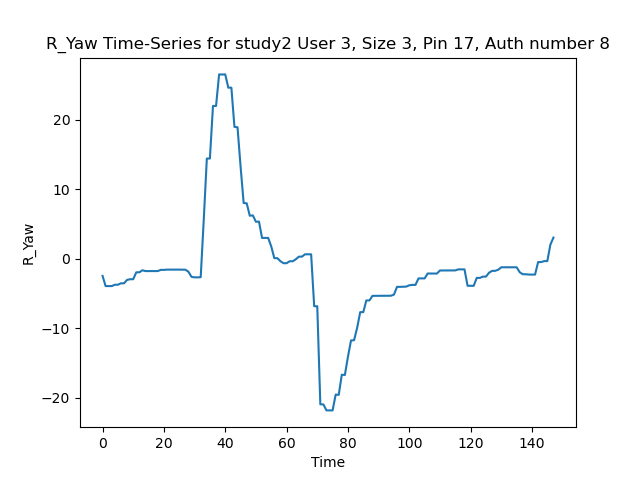 R_Yaw Time-Series for study2 User 3, Size 3, Pin 17, Auth number 8
R_Yaw
20
10
0
−10
−20
0 20 40 60 80 100 120 140
Time